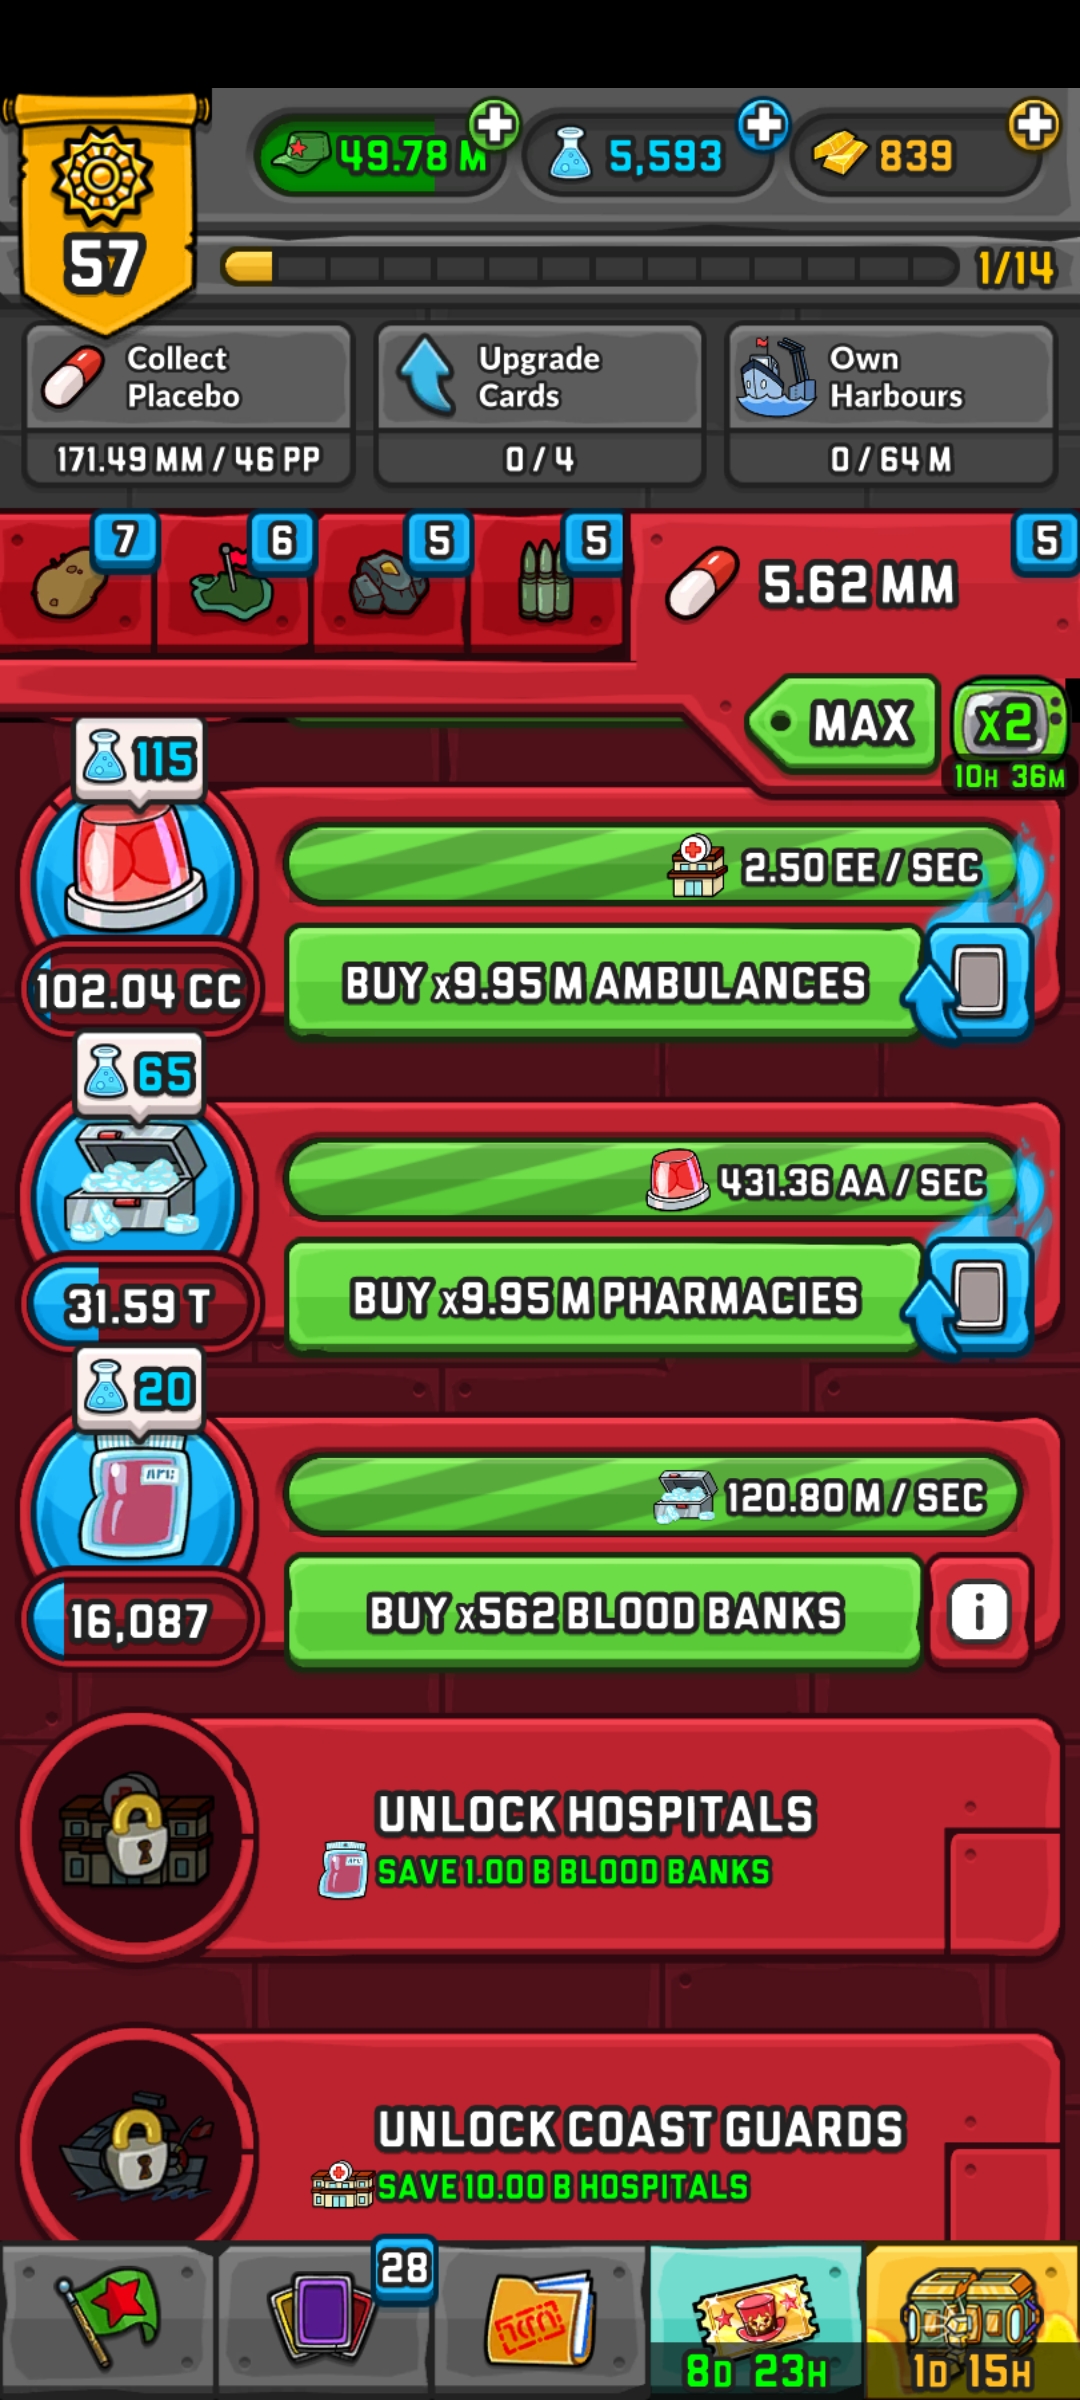 49.78 M
5,593
839
57
1/14
Collect
Placebo
171.49 MM / 46 PP
Upgrade
Cards
0 / 4
Own
Harbours
0 / 64 M
7
6
5
5
5
5.62 MM
MAX
x2
10H 36M
115
2.50 EE / SEC
102.04 CC
BUY x9.95 M AMBULANCES
65
431.36 AA / SEC
31.59 T
BUY x9.95 M PHARMACIES
20
120.80 M / SEC
16,087
BUY x562 BLOOD BANKS
i
UNLOCK HOSPITALS
SAVE 1.00 B BLOOD BANKS
UNLOCK COAST GUARDS
SAVE 10.00 B HOSPITALS
28
8D 23H
1D 15H